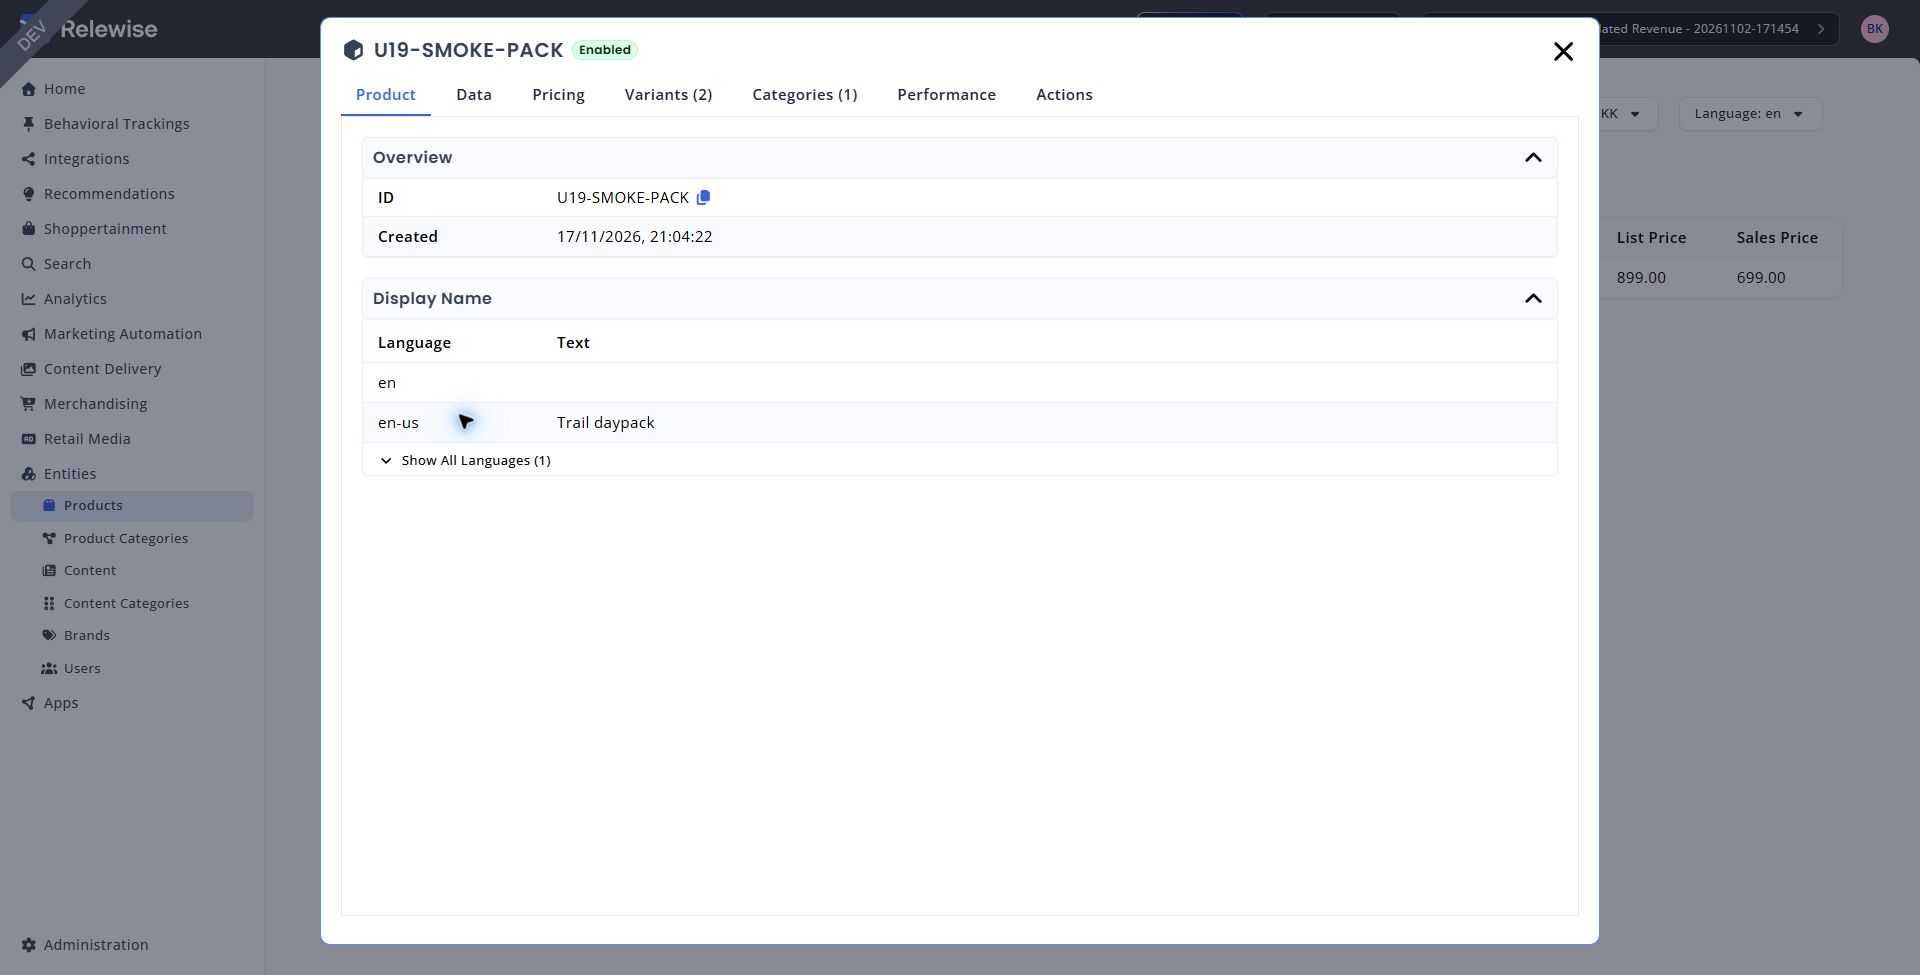 DEV
Relewise
ated Revenue - 20261102-171454
BK
Home
Behavioral Trackings
Integrations
Recommendations
Shoppertainment
Search
Analytics
Marketing Automation
Content Delivery
Merchandising
Retail Media
Entities
Products
Product Categories
Content
Content Categories
Brands
Users
Apps
Administration
U19-SMOKE-PACK Enabled
Product Data Pricing Variants (2) Categories (1) Performance Actions
Overview
ID U19-SMOKE-PACK
Created 17/11/2026, 21:04:22
Display Name
Language Text
en
en-us Trail daypack
Show All Languages (1)
KK Language: en
List Price Sales Price
899.00 699.00